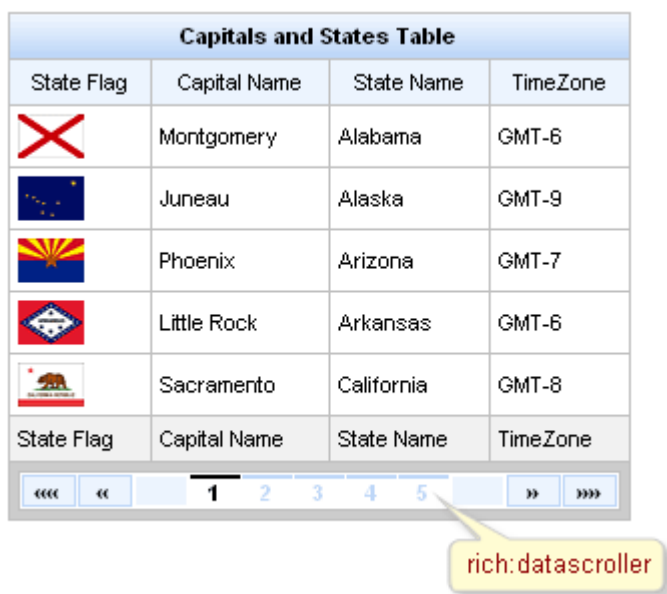 Capitals and States Table
State Flag Capital Name State Name TimeZone
Montgomery Alabama GMT-6
Juneau Alaska GMT-9
Phoenix Arizona GMT-7
Little Rock Arkansas GMT-6
Sacramento California GMT-8
State Flag Capital Name State Name TimeZone
«« « 1 2 3 4 5 » »»
rich:datascroller